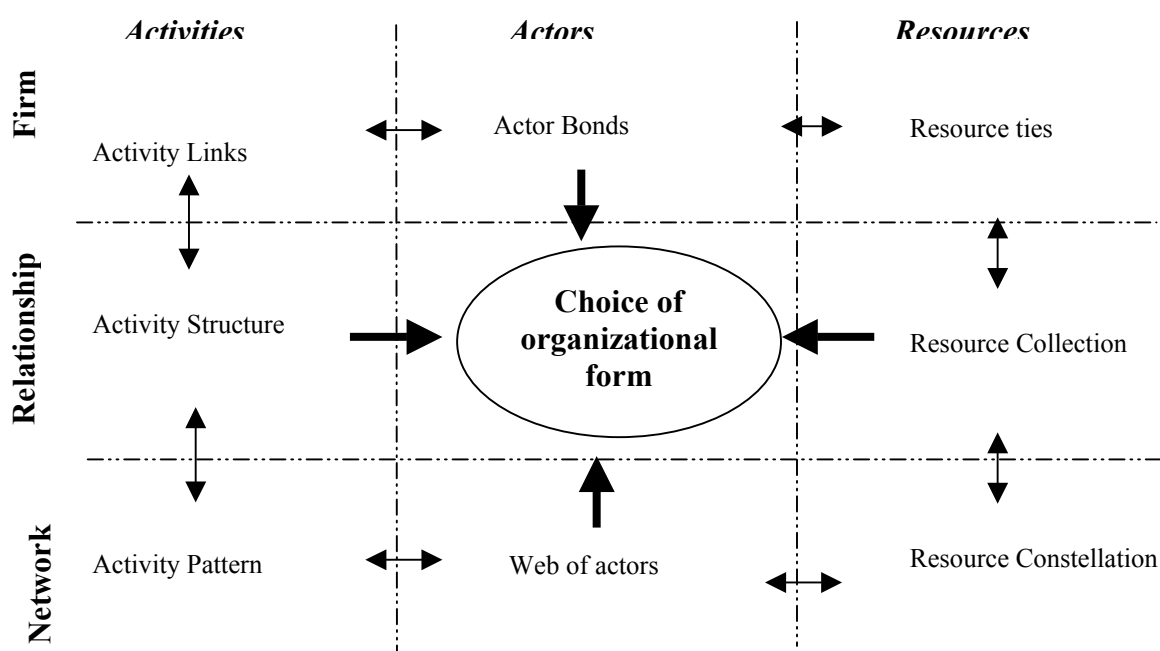 Activities Actors Resources
Firm
Actor Bonds
Resource ties
Activity Links
Relationship
Choice of
organizational
form
Activity Structure
Resource Collection
Network
Activity Pattern
Web of actors
Resource Constellation